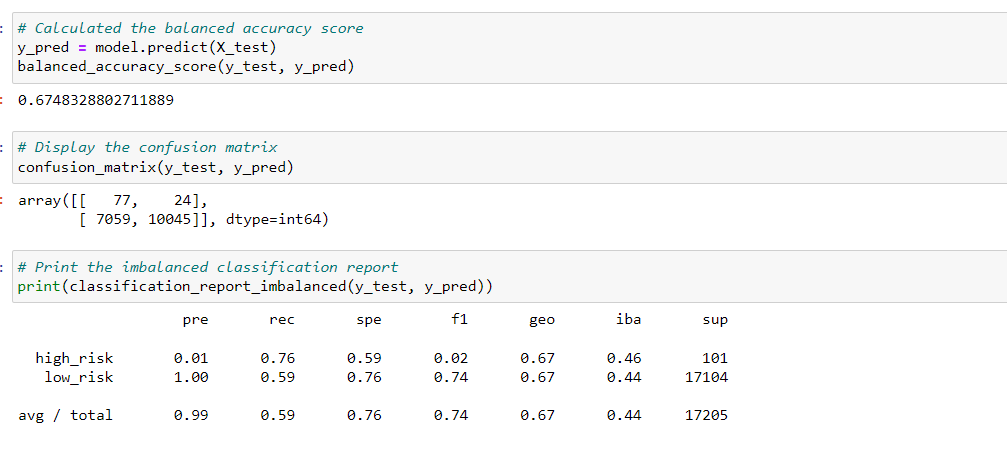 # Calculated the balanced accuracy score
y_pred = model.predict(X_test)
balanced_accuracy_score(y_test, y_pred)
0.6748328802711889
# Display the confusion matrix
confusion_matrix(y_test, y_pred)
array([[   77,    24],
       [ 7059, 10045]], dtype=int64)
# Print the imbalanced classification report
print(classification_report_imbalanced(y_test, y_pred))
pre rec spe f1 geo iba sup
high_risk 0.01 0.76 0.59 0.02 0.67 0.46 101
low_risk 1.00 0.59 0.76 0.74 0.67 0.44 17104
avg / total 0.99 0.59 0.76 0.74 0.67 0.44 17205